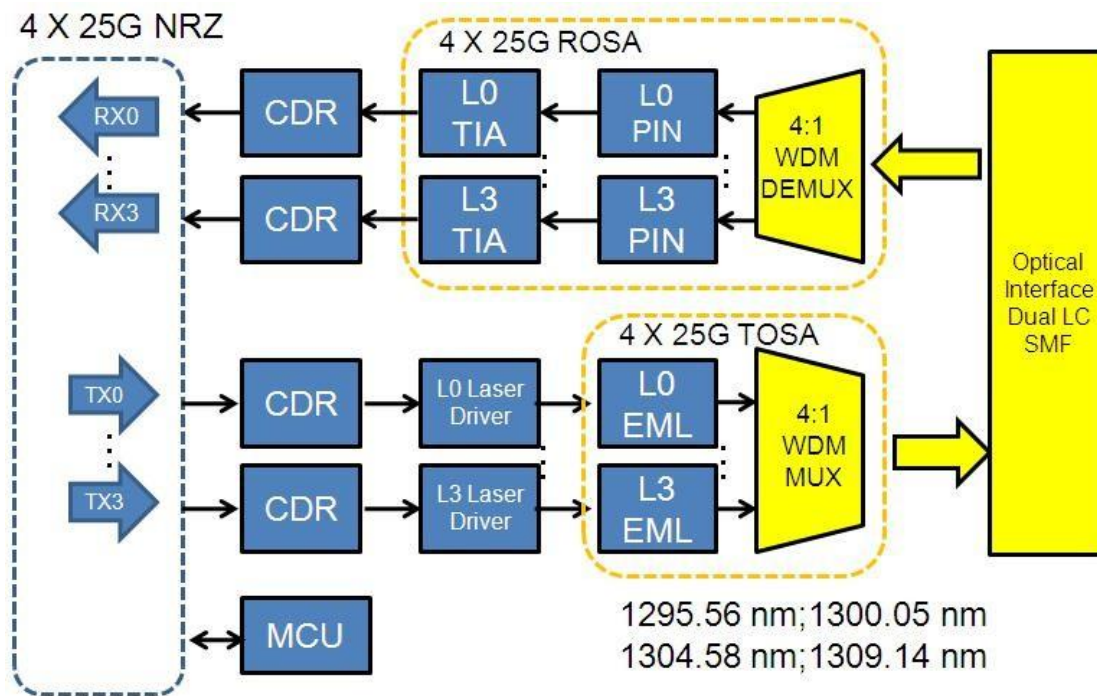 4 X 25G NRZ
4 X 25G ROSA
RX0
CDR
L0
TIA
L0
PIN
4:1
WDM
DEMUX
RX3
CDR
L3
TIA
L3
PIN
Optical
Interface
Dual LC
SMF
4 X 25G TOSA
TX0
CDR
L0 Laser
Driver
L0
EML
4:1
WDM
MUX
TX3
CDR
L3 Laser
Driver
L3
EML
MCU
1295.56 nm;1300.05 nm
1304.58 nm;1309.14 nm